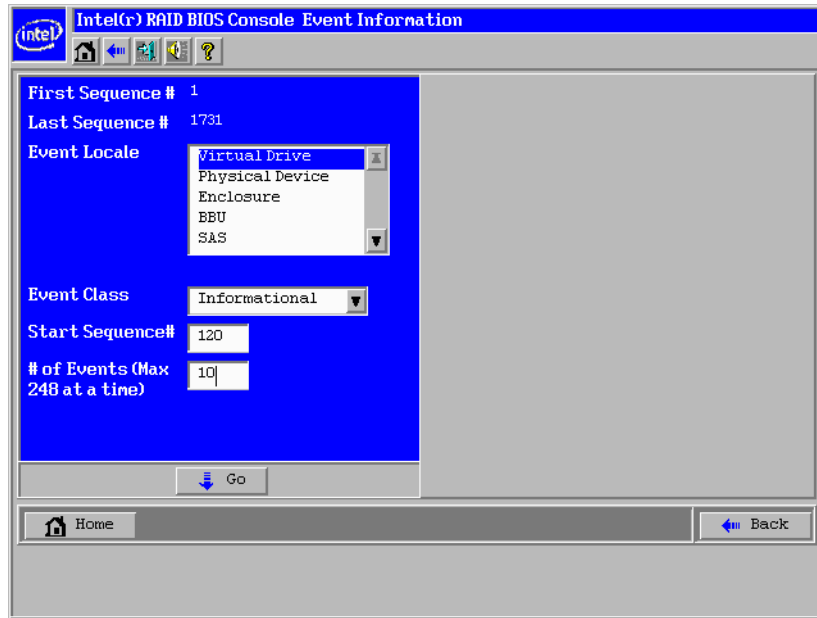 intel
Intel(r) RAID BIOS Console Event Information
?
First Sequence # 1
Last Sequence # 1731
Event Locale
Virtual Drive
Physical Device
Enclosure
BBU
SAS
Event Class Informational
Start Sequence# 120
# of Events (Max 248 at a time) 10
Go
Home
Back